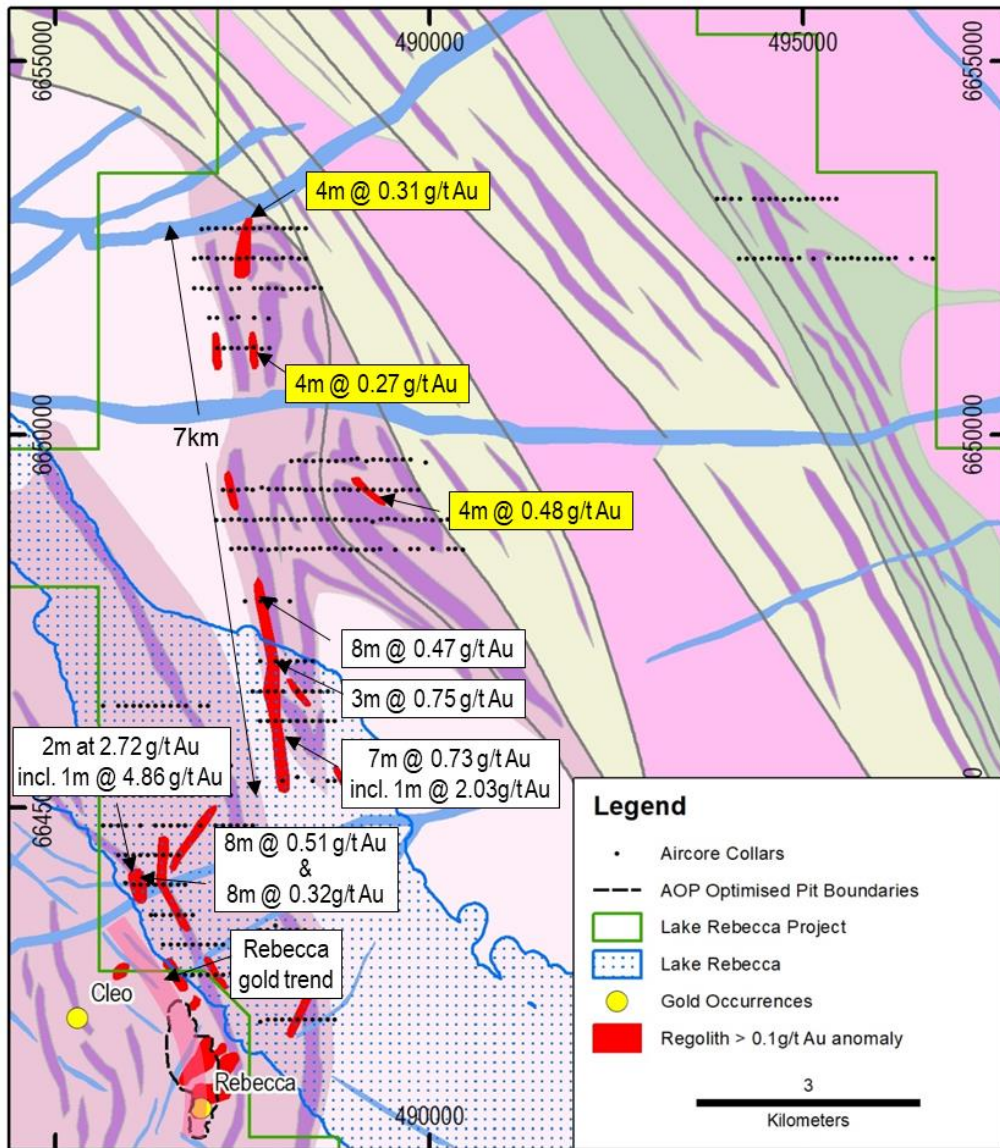 490000
495000
6655000
6655000
4m @ 0.31 g/t Au
4m @ 0.27 g/t Au
6650000
6650000
7km
4m @ 0.48 g/t Au
8m @ 0.47 g/t Au
3m @ 0.75 g/t Au
2m at 2.72 g/t Au
incl. 1m @ 4.86 g/t Au
7m @ 0.73 g/t Au
incl. 1m @ 2.03g/t Au
8m @ 0.51 g/t Au
&
8m @ 0.32g/t Au
Rebecca
gold trend
Cleo
Rebecca
490000
Legend
Aircore Collars
AOP Optimised Pit Boundaries
Lake Rebecca Project
Lake Rebecca
Gold Occurrences
Regolith > 0.1g/t Au anomaly
3
Kilometers